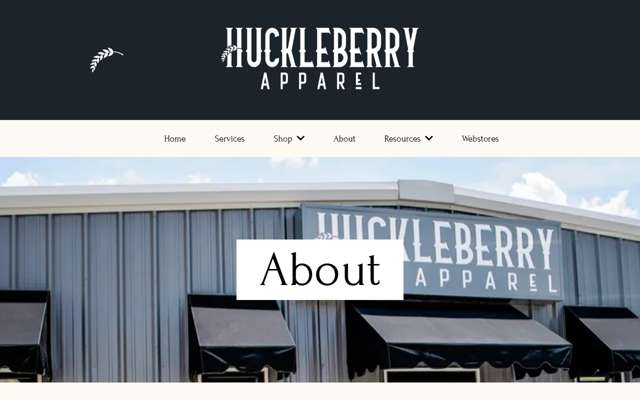 HUCKLEBERRY
APPAREL
Home Services Shop About Resources Webstores
HUCKLEBERRY
APPAREL
About